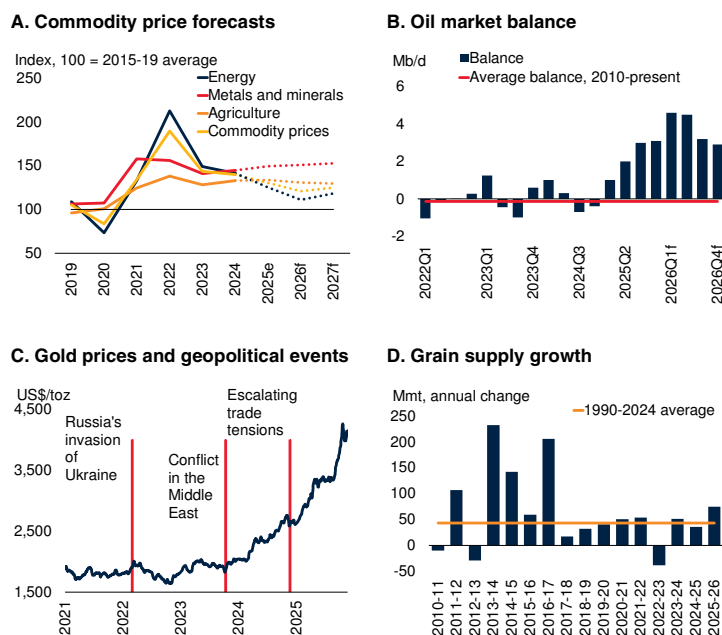 A. Commodity price forecasts
Index, 100 = 2015-19 average
250
200
150
100
50
Energy
Metals and minerals
Agriculture
Commodity prices
2019
2020
2021
2022
2023
2024
2025e
2026f
2027f
B. Oil market balance
Mb/d
Balance
Average balance, 2010-present
6
4
2
0
-2
2022Q1
2023Q1
2023Q4
2024Q3
2025Q2
2026Q1f
2026Q4f
C. Gold prices and geopolitical events
US$/toz
4,500
3,500
2,500
1,500
Russia's
invasion
of
Ukraine
Conflict
in the
Middle
East
Escalating
trade
tensions
2021
2022
2023
2024
2025
D. Grain supply growth
Mmt, annual change
1990-2024 average
250
200
150
100
50
0
-50
2010-11
2011-12
2012-13
2013-14
2014-15
2015-16
2016-17
2017-18
2018-19
2019-20
2020-21
2021-22
2022-23
2023-24
2024-25
2025-26